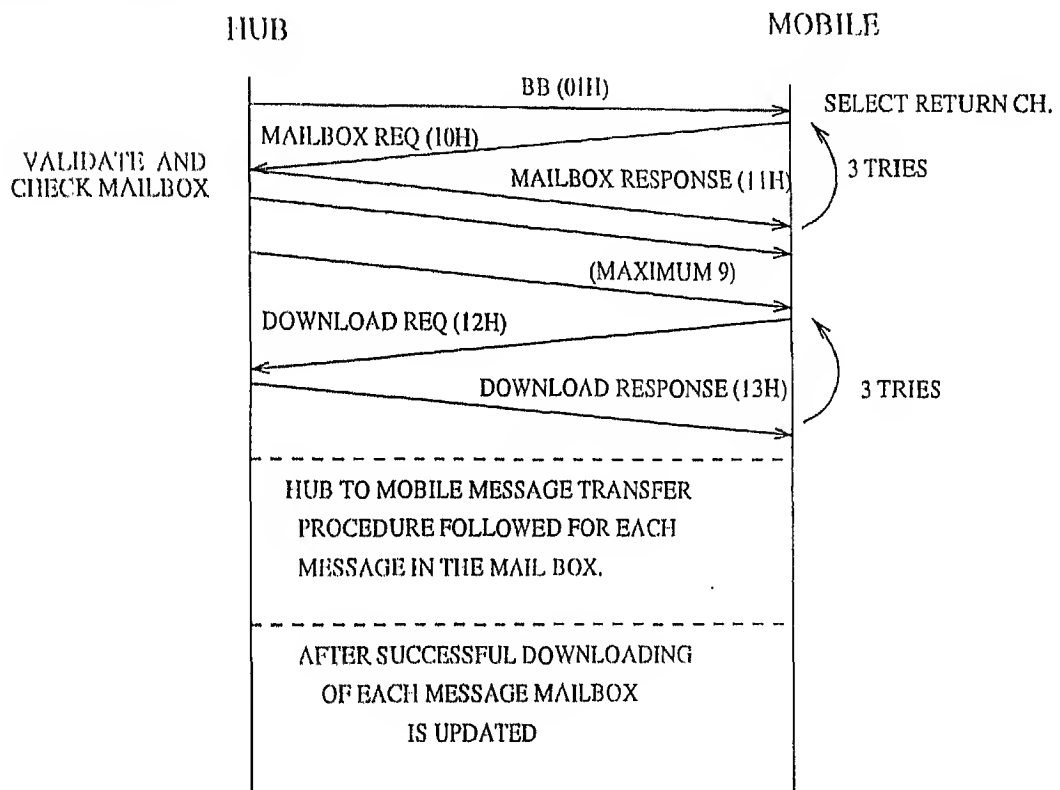 HUB
MOBILE
BB (01H)
SELECT RETURN CH.
MAILBOX REQ (10H)
VALIDATE AND
CHECK MAILBOX
MAILBOX RESPONSE (11H)
3 TRIES
(MAXIMUM 9)
DOWNLOAD REQ (12H)
DOWNLOAD RESPONSE (13H)
3 TRIES
HUB TO MOBILE MESSAGE TRANSFER
PROCEDURE FOLLOWED FOR EACH
MESSAGE IN THE MAIL BOX.
AFTER SUCCESSFUL DOWNLOADING
OF EACH MESSAGE MAILBOX
IS UPDATED